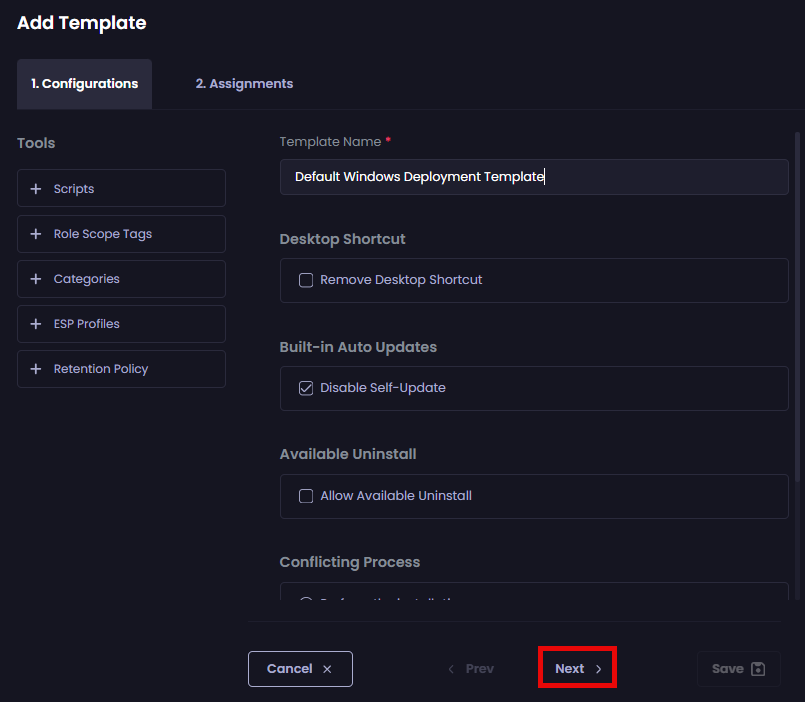 Add Template
1. Configurations
2. Assignments
Tools
Scripts
Role Scope Tags
Categories
ESP Profiles
Retention Policy
Template Name *
Default Windows Deployment Template
Desktop Shortcut
Remove Desktop Shortcut
Built-in Auto Updates
Disable Self-Update
Available Uninstall
Allow Available Uninstall
Conflicting Process
Cancel
Prev
Next
Save